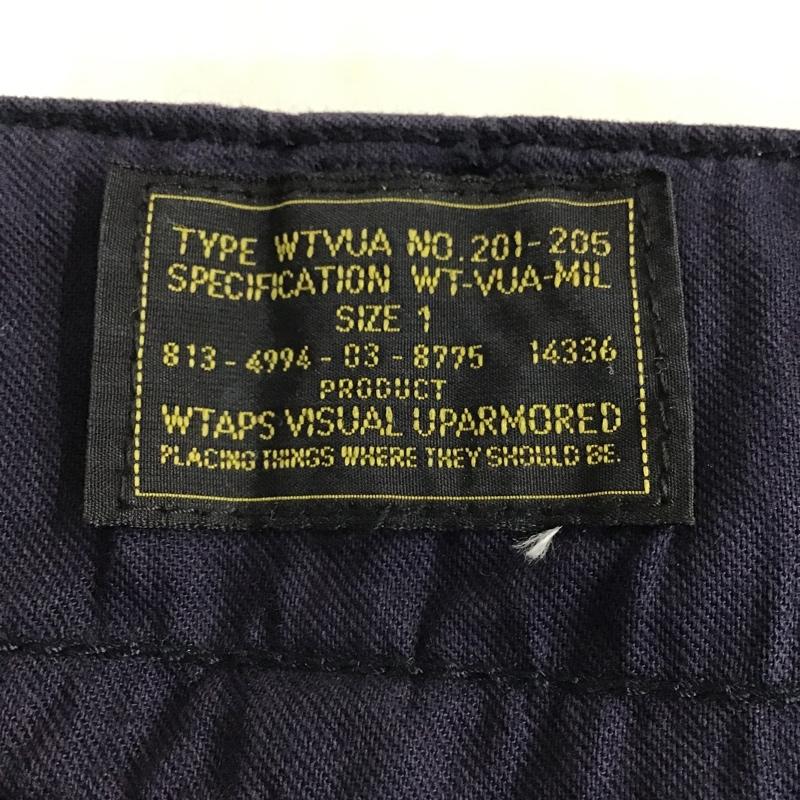 TYPE WTVUA NO.201-205
SPECIFICATION WT-VUA-MIL
SIZE 1
813-4994-03-8775 14336
PRODUCT
WTAPS VISUAL UPARMORED
PLACING THINGS WHERE THEY SHOULD BE.